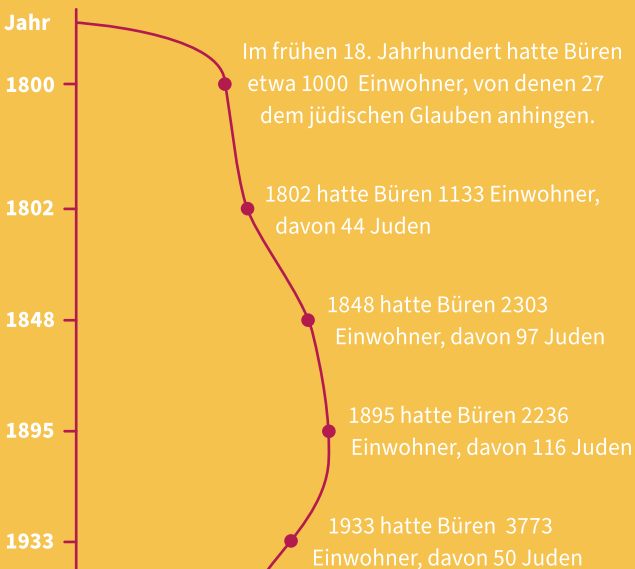 Jahr
Im frühen 18. Jahrhundert hatte Büren
1800
etwa 1000 Einwohner, von denen 27
dem jüdischen Glauben anhingen.
1802 hatte Büren 1133 Einwohner,
1802
davon 44 Juden
1848 hatte Büren 2303
1848
Einwohner, davon 97 Juden
1895 hatte Büren 2236
1895
Einwohner, davon 116 Juden
1933 hatte Büren 3773
1933
Einwohner, davon 50 Juden